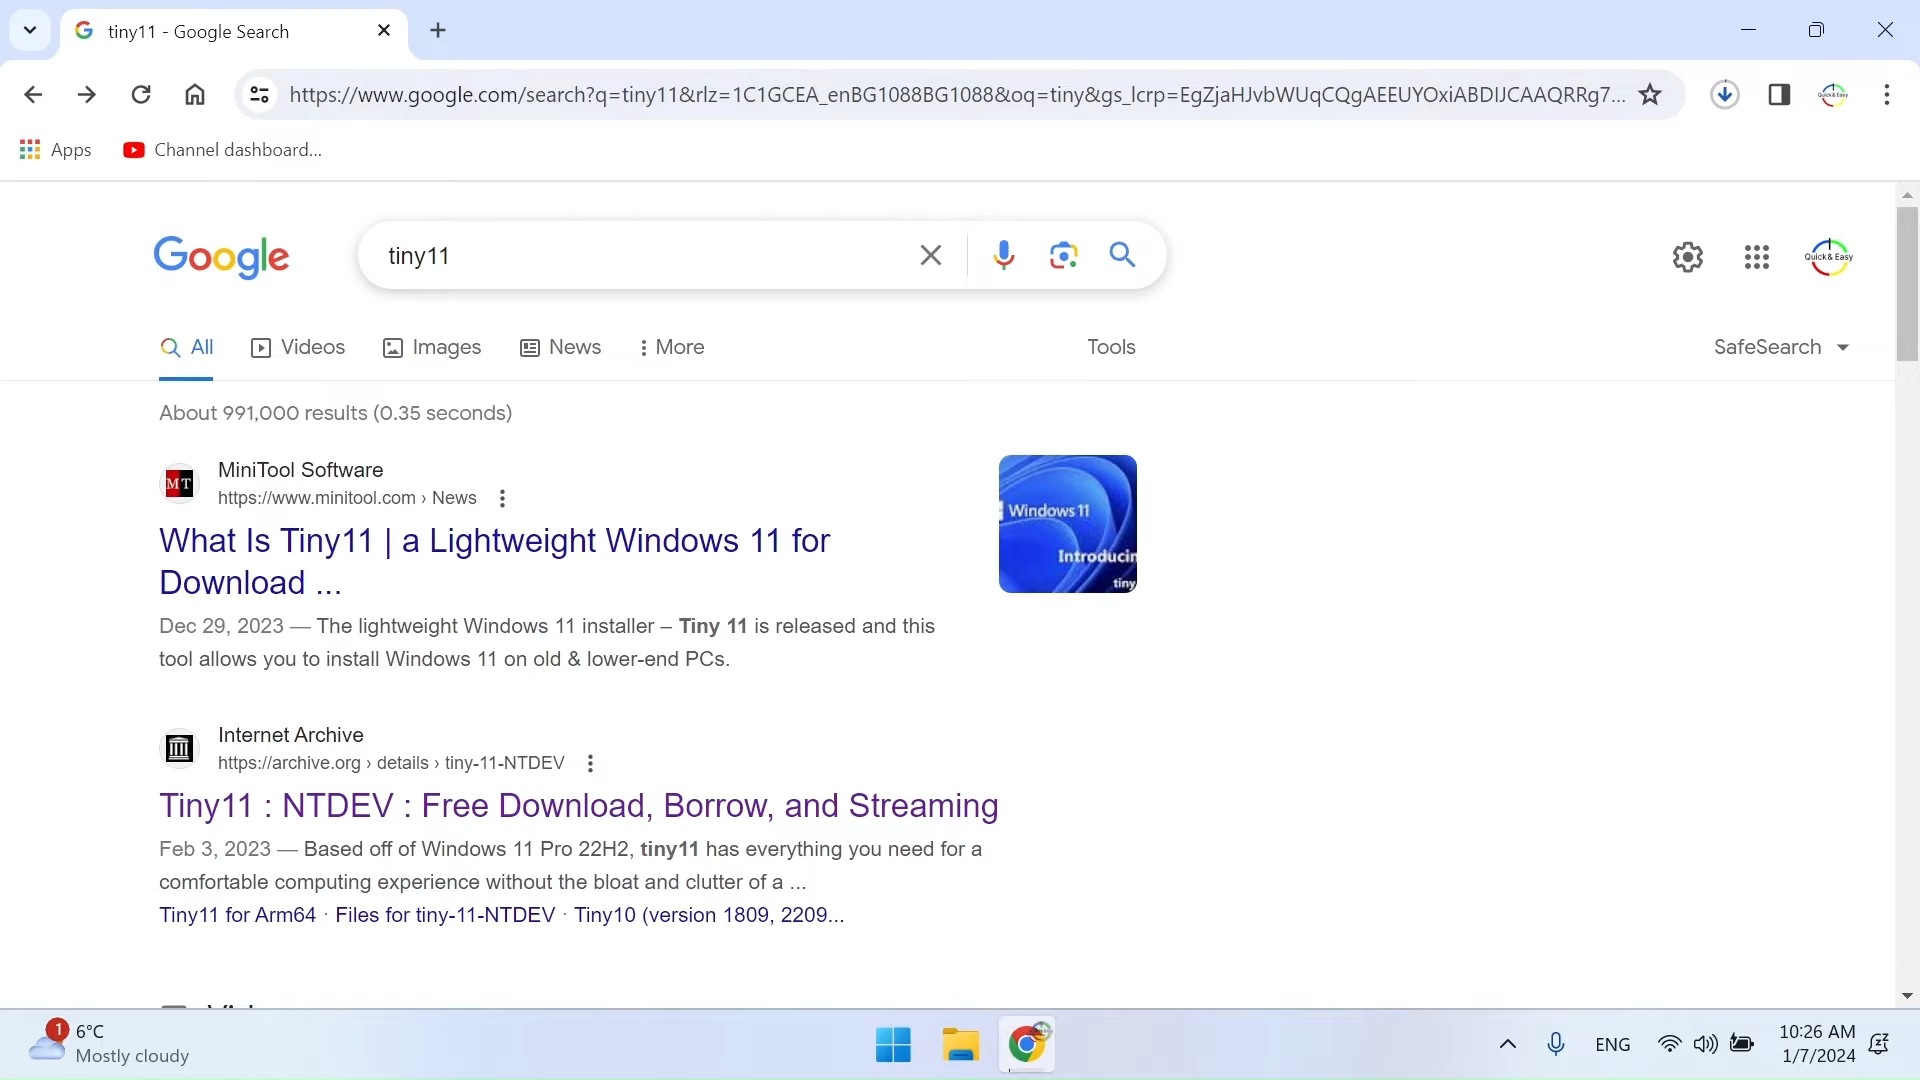 tiny11 - Google Search
https://www.google.com/search?q=tiny11&rlz=1C1GCEA_enBG1088BG1088&oq=tiny&gs_lcrp=EgZjaHJvbWUqCQgAEEUYOxiABDIJCAAQRRg7...
Quick & Easy
Apps
Channel dashboard...
Google
tiny11
Quick & Easy
All
Videos
Images
News
More
Tools
SafeSearch
About 991,000 results (0.35 seconds)
MT
MiniTool Software
https://www.minitool.com › News
What Is Tiny11 | a Lightweight Windows 11 for
Download ...
Dec 29, 2023 — The lightweight Windows 11 installer – Tiny 11 is released and this
tool allows you to install Windows 11 on old & lower-end PCs.
Windows 11
Introducin
tiny
Internet Archive
https://archive.org › details › tiny-11-NTDEV
Tiny11 : NTDEV : Free Download, Borrow, and Streaming
Feb 3, 2023 — Based off of Windows 11 Pro 22H2, tiny11 has everything you need for a
comfortable computing experience without the bloat and clutter of a ...
Tiny11 for Arm64 · Files for tiny-11-NTDEV · Tiny10 (version 1809, 2209...
1
6°C
Mostly cloudy
ENG
10:26 AM
1/7/2024